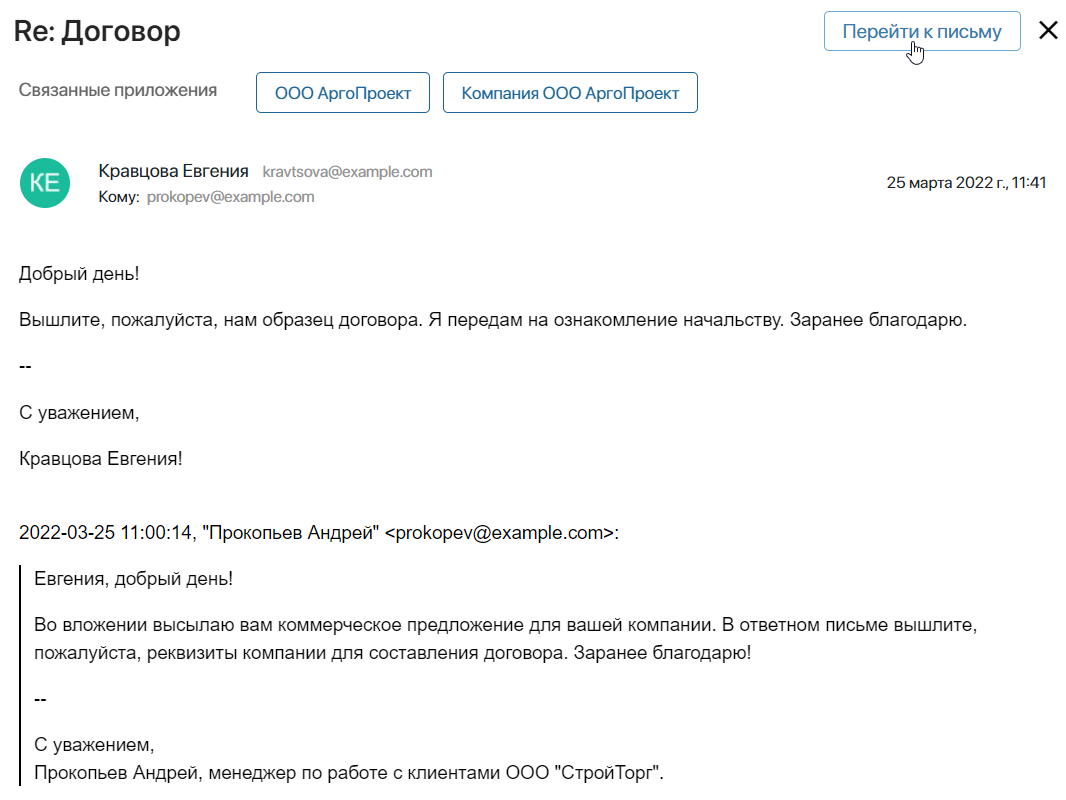 Re: Договор
Перейти к письму
Связанные приложения
ООО АргоПроект
Компания ООО АргоПроект
КЕ
Кравцова Евгения kravtsova@example.com
Кому: prokopev@example.com
25 марта 2022 г., 11:41
Добрый день!
Вышлите, пожалуйста, нам образец договора. Я передам на ознакомление начальству. Заранее благодарю.
--
С уважением,
Кравцова Евгения!
2022-03-25 11:00:14, "Прокопьев Андрей" <prokopev@example.com>:
Евгения, добрый день!
Во вложении высылаю вам коммерческое предложение для вашей компании. В ответном письме вышлите,
пожалуйста, реквизиты компании для составления договора. Заранее благодарю!
--
С уважением,
Прокопьев Андрей, менеджер по работе с клиентами ООО "СтройТорг".